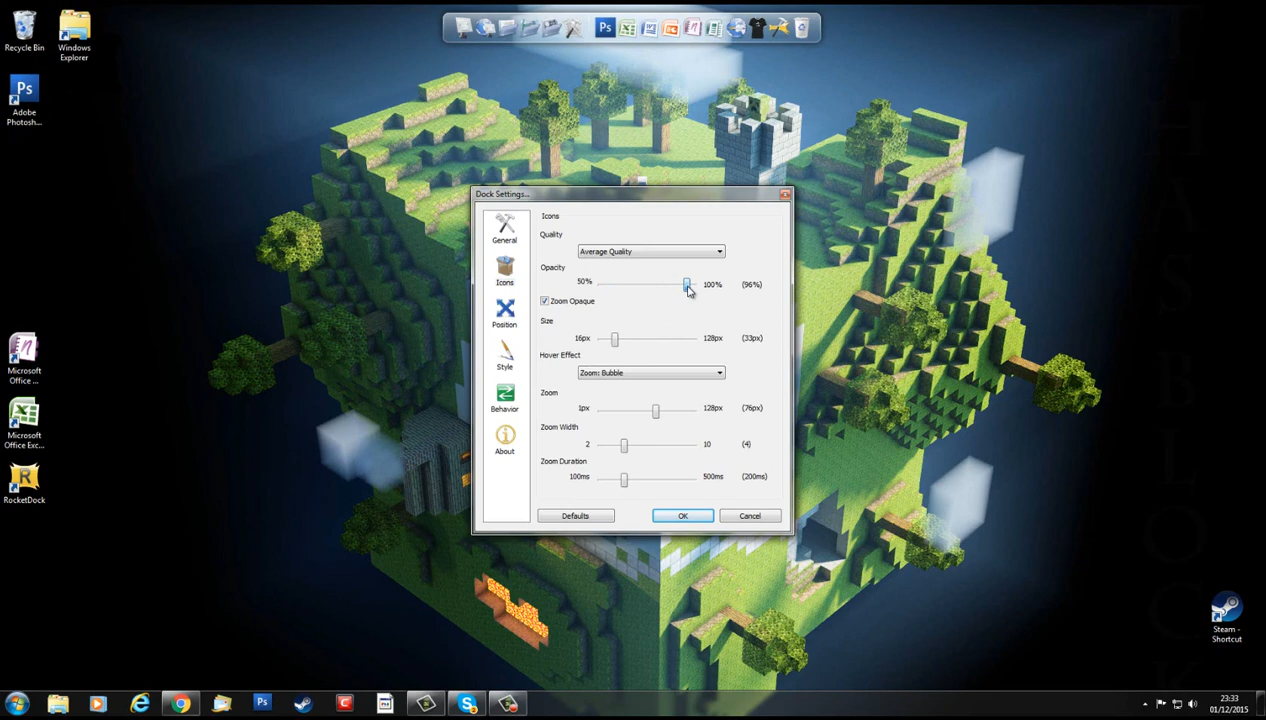 Recycle Bin
Windows
Explorer
Ps
Adobe
Photosh...
Microsoft
Office ...
Microsoft
Office Exc...
RocketDock
Ps
Dock Settings...
General
Icons
Position
Style
Behavior
About
Icons
Quality
Average Quality
Opacity
50% 100% (96%)
Zoom Opaque
Size
16px 128px (33px)
Hover Effect
Zoom: Bubble
Zoom
1px 128px (76px)
Zoom Width
2 10 (4)
Zoom Duration
100ms 500ms (200ms)
Defaults OK Cancel
Steam -
Shortcut
Ps
23:33
01/12/2015